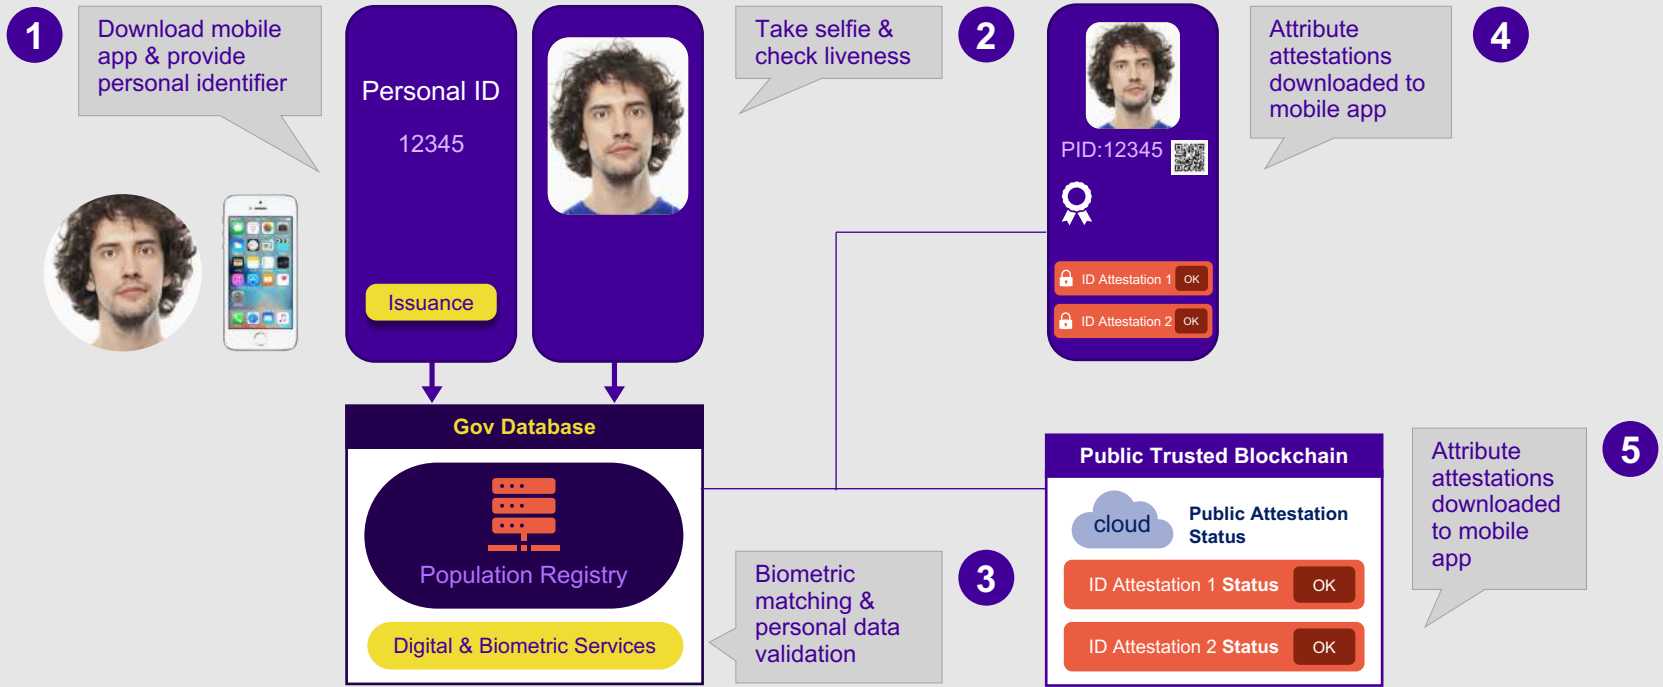 1
Download mobile
app & provide
personal identifier
Personal ID
12345
Issuance
Take selfie &
check liveness
2
PID:12345
ID Attestation 1 OK
ID Attestation 2 OK
Attribute
attestations
downloaded to
mobile app
4
Gov Database
Population Registry
Digital & Biometric Services
Biometric
matching &
personal data
validation
3
Public Trusted Blockchain
cloud
Public Attestation
Status
ID Attestation 1 Status OK
ID Attestation 2 Status OK
Attribute
attestations
downloaded
to mobile
app
5